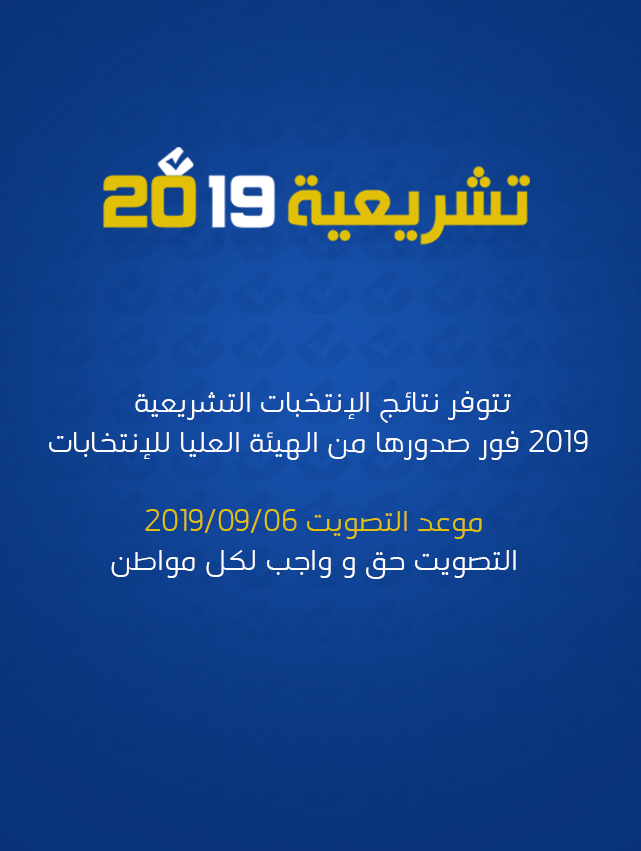 تشريعية 2019
تتوفر نتائج الإنتخبات التشريعية
2019 فور صدورها من الهيئة العليا للإنتخابات
موعد التصويت 2019/09/06
التصويت حق و واجب لكل مواطن